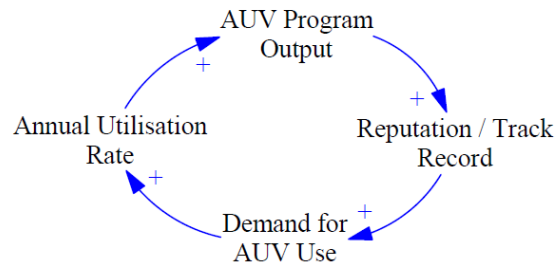 AUV Program
Output
+
+
Annual Utilisation
Rate
Reputation / Track
Record
+
+
Demand for
AUV Use